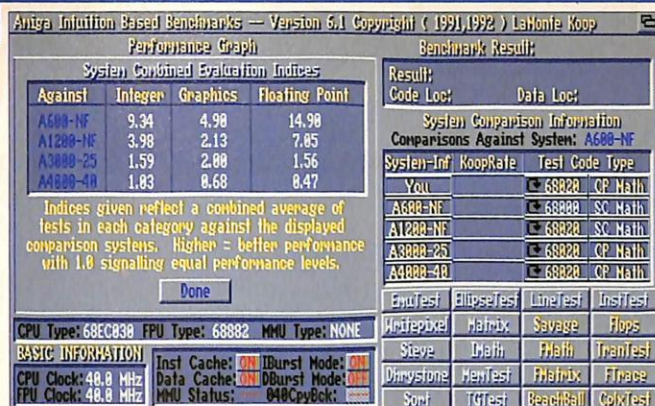 Amiga Intuition Based Benchmarks -- Version 6.1 Copyright ( 1991,1992 ) LaMonte Koop
Performance Graph
System Combined Evaluation Indices
Against Integer Graphics Floating Point
A600-NF 9.34 4.90 14.90
A1200-NF 3.98 2.13 7.05
A3000-25 1.59 2.00 1.56
A4000-40 1.03 0.68 0.47
Indices given reflect a combined average of
tests in each category against the displayed
comparison systems. Higher = better performance
with 1.0 signalling equal performance levels.
Done
CPU Type: 68EC030 FPU Type: 68882 MMU Type: NONE
BASIC INFORMATION
CPU Clock: 40.0 MHz
FPU Clock: 40.0 MHz
Inst Cache: ON IBurst Mode: ON
Data Cache: ON DBurst Mode: OFF
MMU Status: --- 040CpyBck: ---
Benchmark Result:
Result:
Code Loc: Data Loc:
System Comparison Information
Comparisons Against System: A600-NF
System-Inf KoopRate Test Code Type
You 68020 CP Math
A600-NF 68000 SC Math
A1200-NF 68020 SC Math
A3000-25 68020 CP Math
A4000-40 68020 CP Math
EmuTest EllipseTest LineTest InstTest
Writepixel Matrix Savage Flops
Sieve IMath FMath TranTest
Dhrystone MemTest FMatrix FTrace
Sort TGTest BeachBall CplxTest